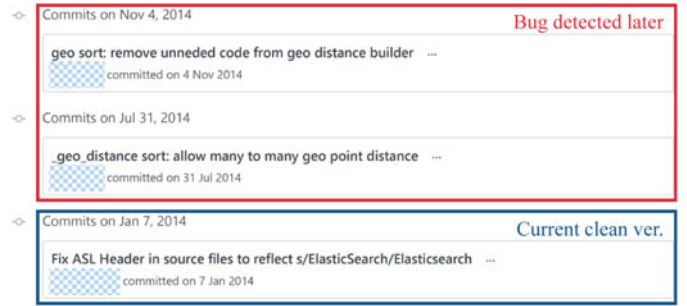 Commits on Nov 4, 2014
Bug detected later
geo sort: remove unneded code from geo distance builder ...
committed on 4 Nov 2014
Commits on Jul 31, 2014
_geo_distance sort: allow many to many geo point distance ...
committed on 31 Jul 2014
Commits on Jan 7, 2014
Current clean ver.
Fix ASL Header in source files to reflect s/ElasticSearch/Elasticsearch ...
committed on 7 Jan 2014